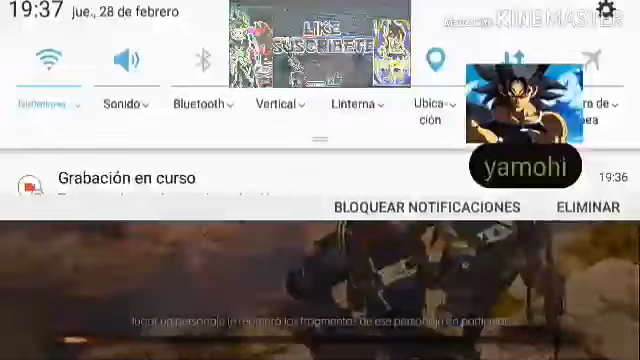 19:37 jue., 28 de febrero
LIKE
SUSCRIBETE
Made with KINEMASTER
Sonido
Bluetooth
Vertical
Linterna
Ubica-
ción
yamohi
Grabación en curso
19:36
BLOQUEAR NOTIFICACIONES
ELIMINAR